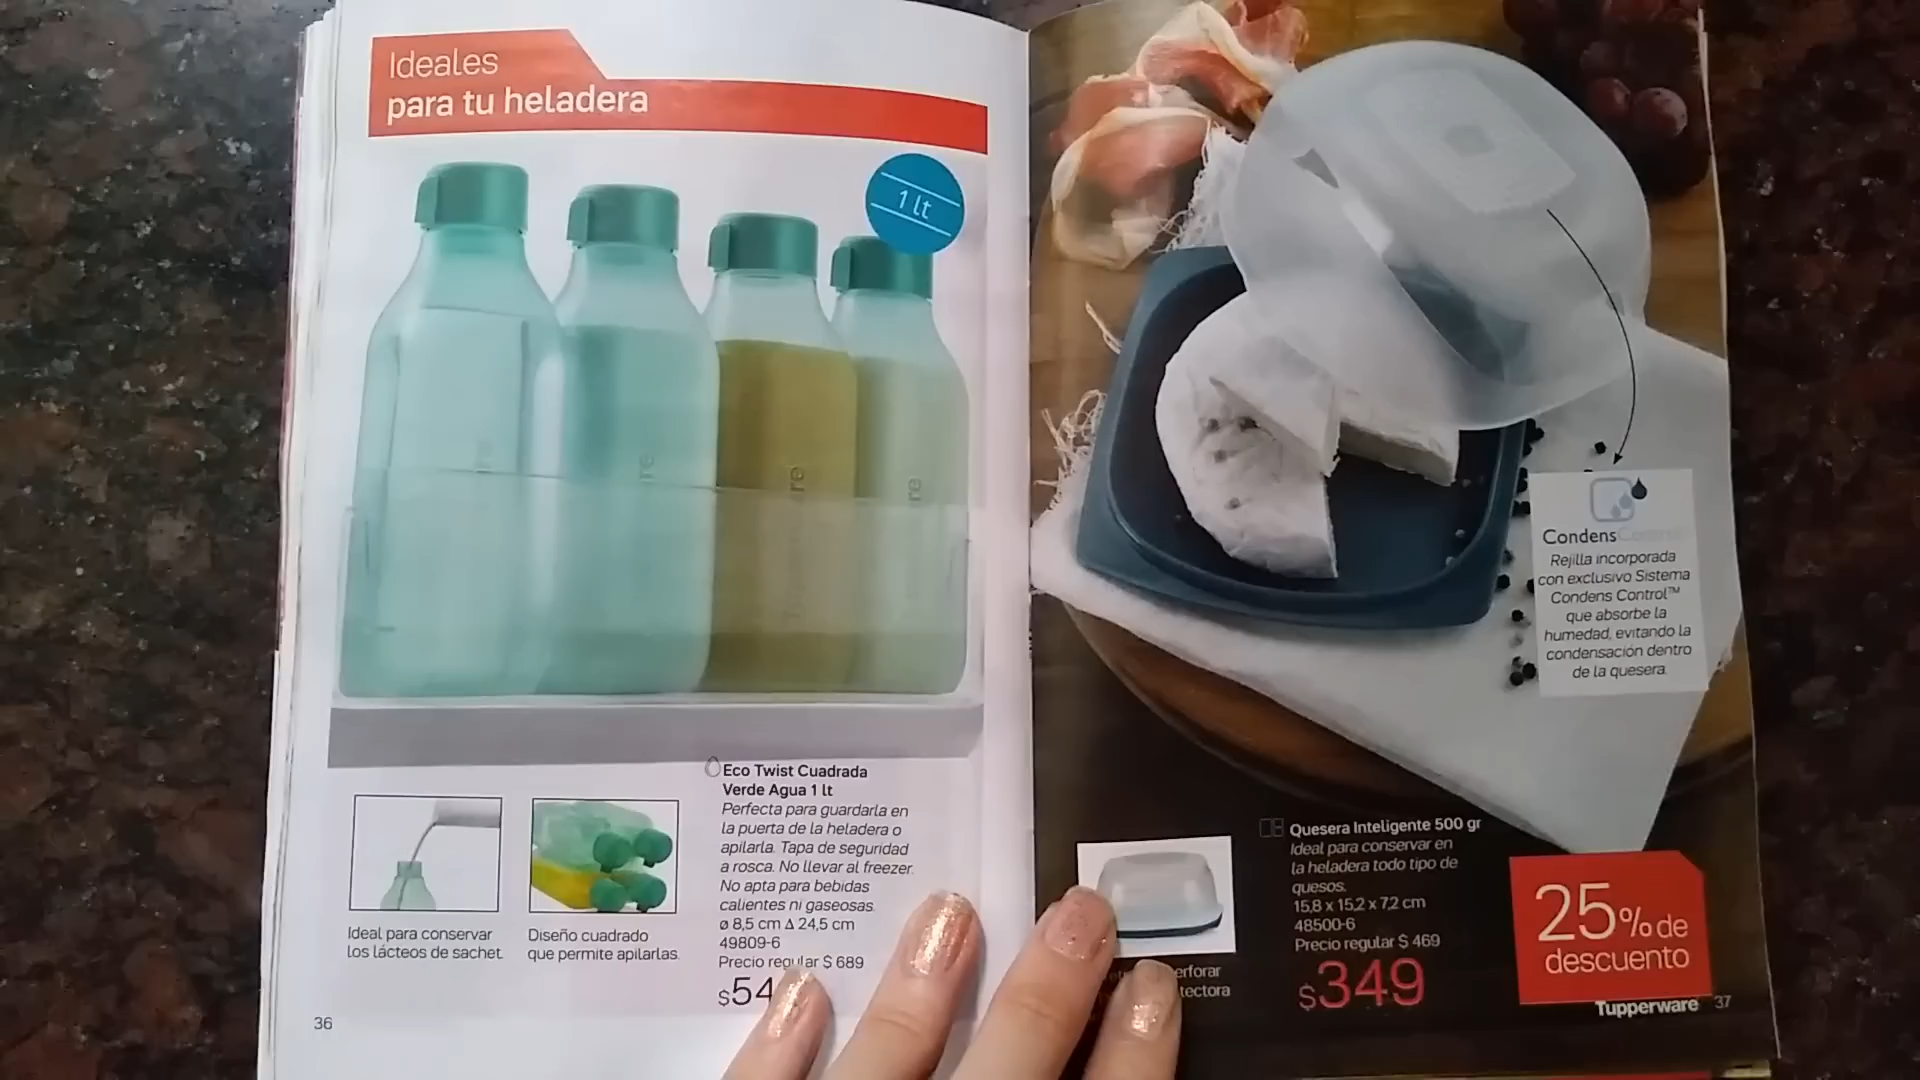 Ideales
para tu heladera
1 lt
Eco Twist Cuadrada
Verde Agua 1 lt
Perfecta para guardarla en
la puerta de la heladera o
apilarla. Tapa de seguridad
a rosca. No llevar al freezer.
No apta para bebidas
calientes ni gaseosas.
ø 8,5 cm Δ 24,5 cm
49809-6
Precio regular $ 689
$54
Ideal para conservar
los lácteos de sachet.
Diseño cuadrado
que permite apilarlas.
36
Condens Control
Rejilla incorporada
con exclusivo Sistema
Condens Control™
que absorbe la
humedad, evitando la
condensación dentro
de la quesera.
Quesera Inteligente 500 gr
Ideal para conservar en
la heladera todo tipo de
quesos.
15,8 x 15,2 x 7,2 cm
48500-6
Precio regular $ 469
$349
25% de
descuento
Tupperware 37